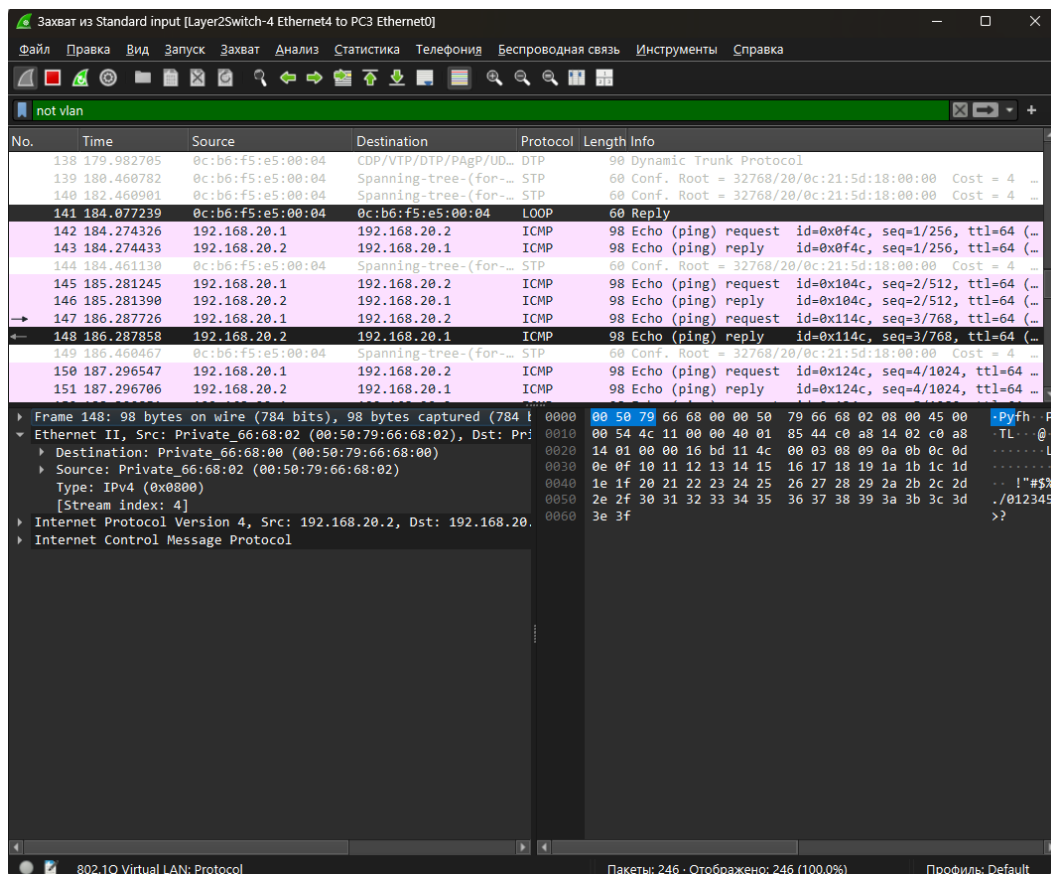 Захват из Standard input [Layer2Switch-4 Ethernet4 to PC3 Ethernet0]
Файл Правка Вид Запуск Захват Анализ Статистика Телефония Беспроводная связь Инструменты Справка
not vlan
No. Time Source Destination Protocol Length Info
138 179.982705 0c:b6:f5:e5:00:04 CDP/VTP/DTP/PAgP/UD… DTP 90 Dynamic Trunk Protocol
139 180.460782 0c:b6:f5:e5:00:04 Spanning-tree-(for-… STP 60 Conf. Root = 32768/20/0c:21:5d:18:00:00 Cost = 4 …
140 182.460901 0c:b6:f5:e5:00:04 Spanning-tree-(for-… STP 60 Conf. Root = 32768/20/0c:21:5d:18:00:00 Cost = 4 …
141 184.077239 0c:b6:f5:e5:00:04 0c:b6:f5:e5:00:04 LOOP 60 Reply
142 184.274326 192.168.20.1 192.168.20.2 ICMP 98 Echo (ping) request id=0x0f4c, seq=1/256, ttl=64 (…
143 184.274433 192.168.20.2 192.168.20.1 ICMP 98 Echo (ping) reply id=0x0f4c, seq=1/256, ttl=64 (…
144 184.461130 0c:b6:f5:e5:00:04 Spanning-tree-(for-… STP 60 Conf. Root = 32768/20/0c:21:5d:18:00:00 Cost = 4 …
145 185.281245 192.168.20.1 192.168.20.2 ICMP 98 Echo (ping) request id=0x104c, seq=2/512, ttl=64 (…
146 185.281390 192.168.20.2 192.168.20.1 ICMP 98 Echo (ping) reply id=0x104c, seq=2/512, ttl=64 (…
147 186.287726 192.168.20.1 192.168.20.2 ICMP 98 Echo (ping) request id=0x114c, seq=3/768, ttl=64 (…
148 186.287858 192.168.20.2 192.168.20.1 ICMP 98 Echo (ping) reply id=0x114c, seq=3/768, ttl=64 (…
149 186.460467 0c:b6:f5:e5:00:04 Spanning-tree-(for-… STP 60 Conf. Root = 32768/20/0c:21:5d:18:00:00 Cost = 4 …
150 187.296547 192.168.20.1 192.168.20.2 ICMP 98 Echo (ping) request id=0x124c, seq=4/1024, ttl=64 …
151 187.296706 192.168.20.2 192.168.20.1 ICMP 98 Echo (ping) reply id=0x124c, seq=4/1024, ttl=64 …
Frame 148: 98 bytes on wire (784 bits), 98 bytes captured (784 b
Ethernet II, Src: Private_66:68:02 (00:50:79:66:68:02), Dst: Pri
Destination: Private_66:68:00 (00:50:79:66:68:00)
Source: Private_66:68:02 (00:50:79:66:68:02)
Type: IPv4 (0x0800)
[Stream index: 4]
Internet Protocol Version 4, Src: 192.168.20.2, Dst: 192.168.20.
Internet Control Message Protocol
0000 00 50 79 66 68 00 00 50 79 66 68 02 08 00 45 00 ·Pyfh··P
0010 00 54 4c 11 00 00 40 01 85 44 c0 a8 14 02 c0 a8 ·TL···@·
0020 14 01 00 00 16 bd 11 4c 00 03 08 09 0a 0b 0c 0d ·······L
0030 0e 0f 10 11 12 13 14 15 16 17 18 19 1a 1b 1c 1d ········
0040 1e 1f 20 21 22 23 24 25 26 27 28 29 2a 2b 2c 2d ·· !"#$%
0050 2e 2f 30 31 32 33 34 35 36 37 38 39 3a 3b 3c 3d ./012345
0060 3e 3f >?
802.1Q Virtual LAN: Protocol Пакеты: 246 · Отображено: 246 (100.0%) Профиль: Default